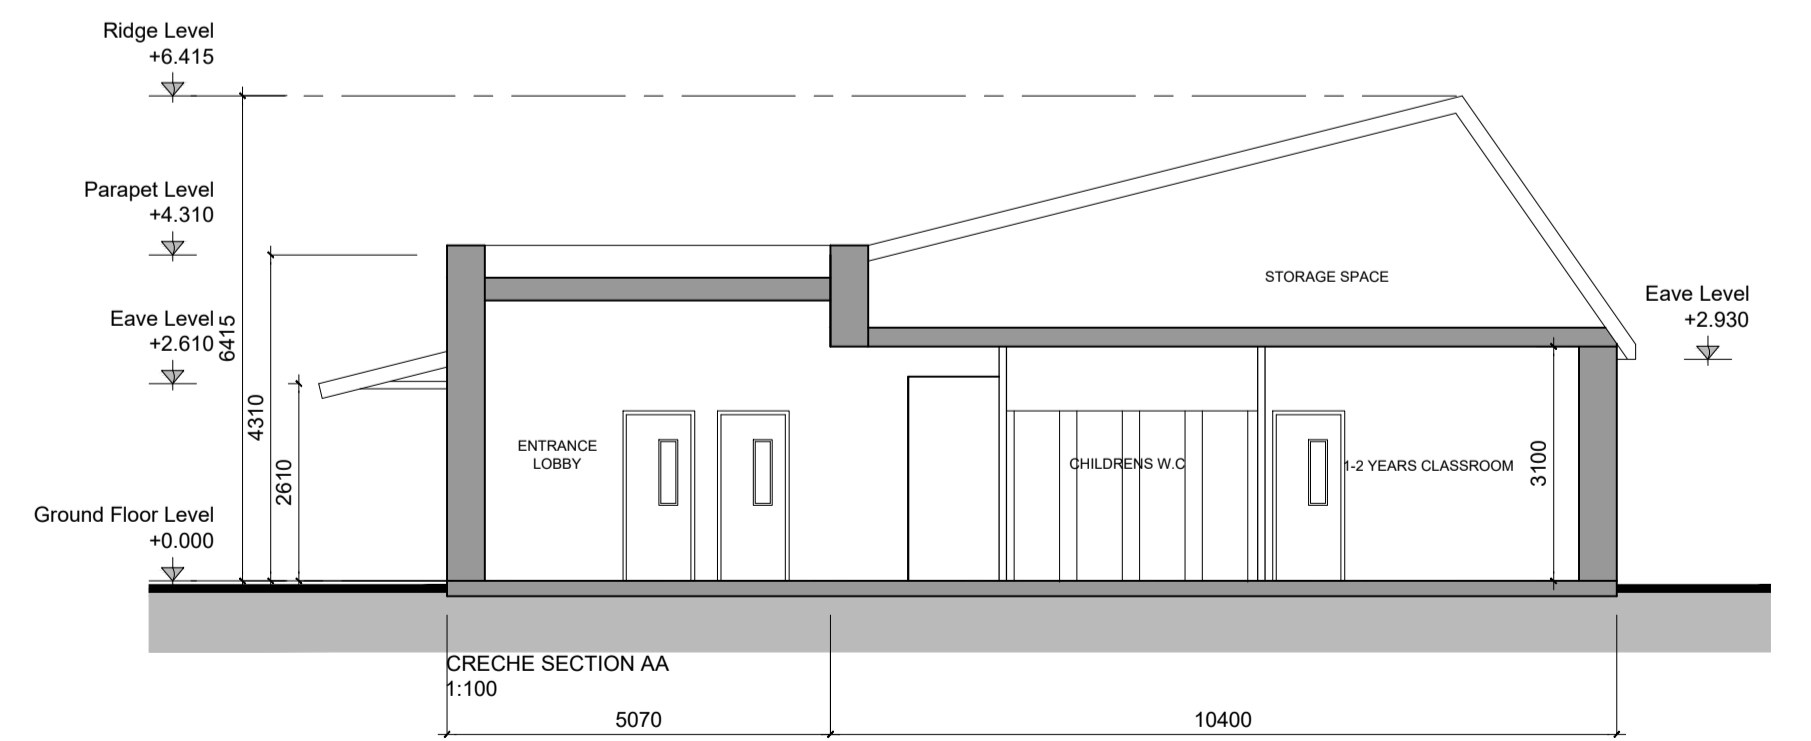 Ridge Level
+6.415
Parapet Level
+4.310
Eave Level
+2.610
Ground Floor Level
+0.000
6415
4310
2610
ENTRANCE
LOBBY
STORAGE SPACE
CHILDRENS W.C
1-2 YEARS CLASSROOM
3100
Eave Level
+2.930
CRECHE SECTION AA
1:100
5070
10400